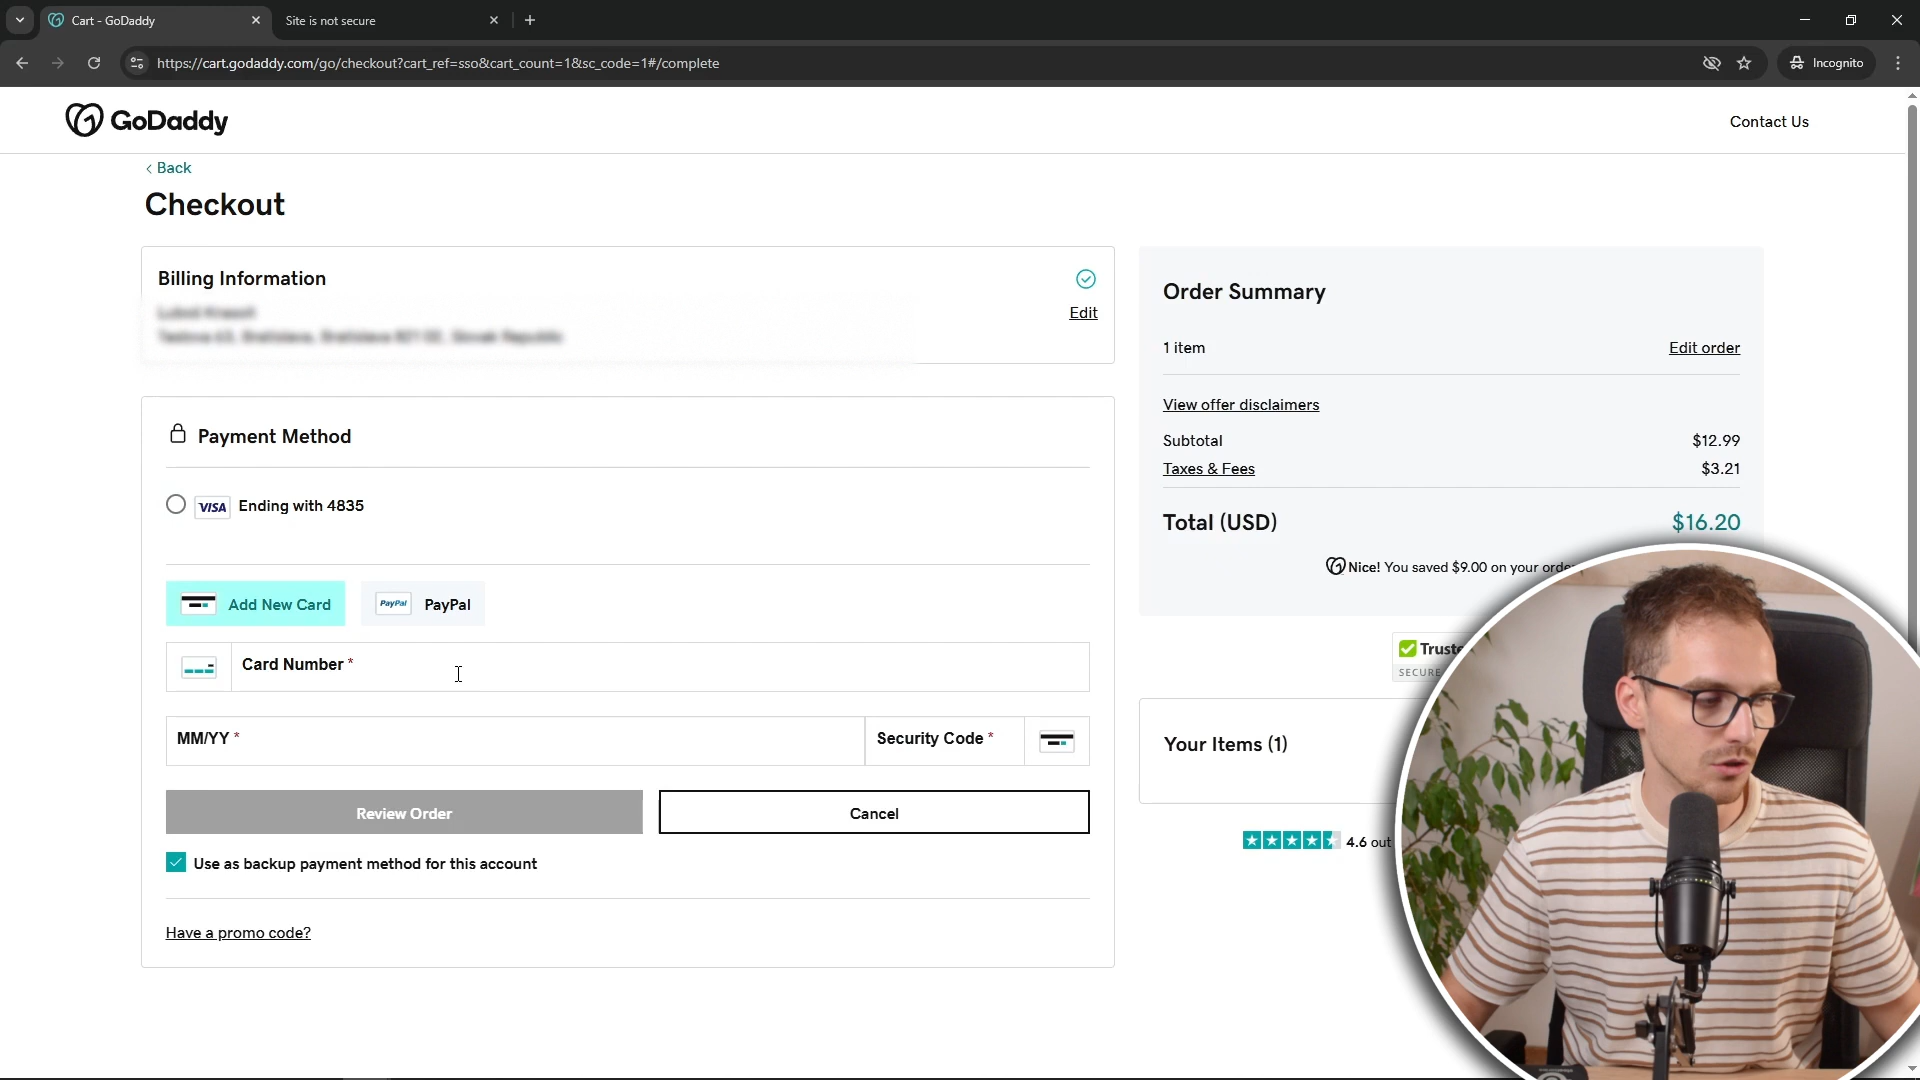 Cart - GoDaddy
Site is not secure
https://cart.godaddy.com/go/checkout?cart_ref=sso&cart_count=1&sc_code=1#/complete
Incognito
GoDaddy
Contact Us
Back
Checkout
Billing Information
Edit
Payment Method
VISA Ending with 4835
Add New Card
PayPal PayPal
Card Number *
MM/YY *
Security Code *
Review Order
Cancel
Use as backup payment method for this account
Have a promo code?
Order Summary
1 item
Edit order
View offer disclaimers
Subtotal
$12.99
Taxes & Fees
$3.21
Total (USD)
$16.20
Nice! You saved $9.00 on your
SECURE
Your Items (1)
4.6 out